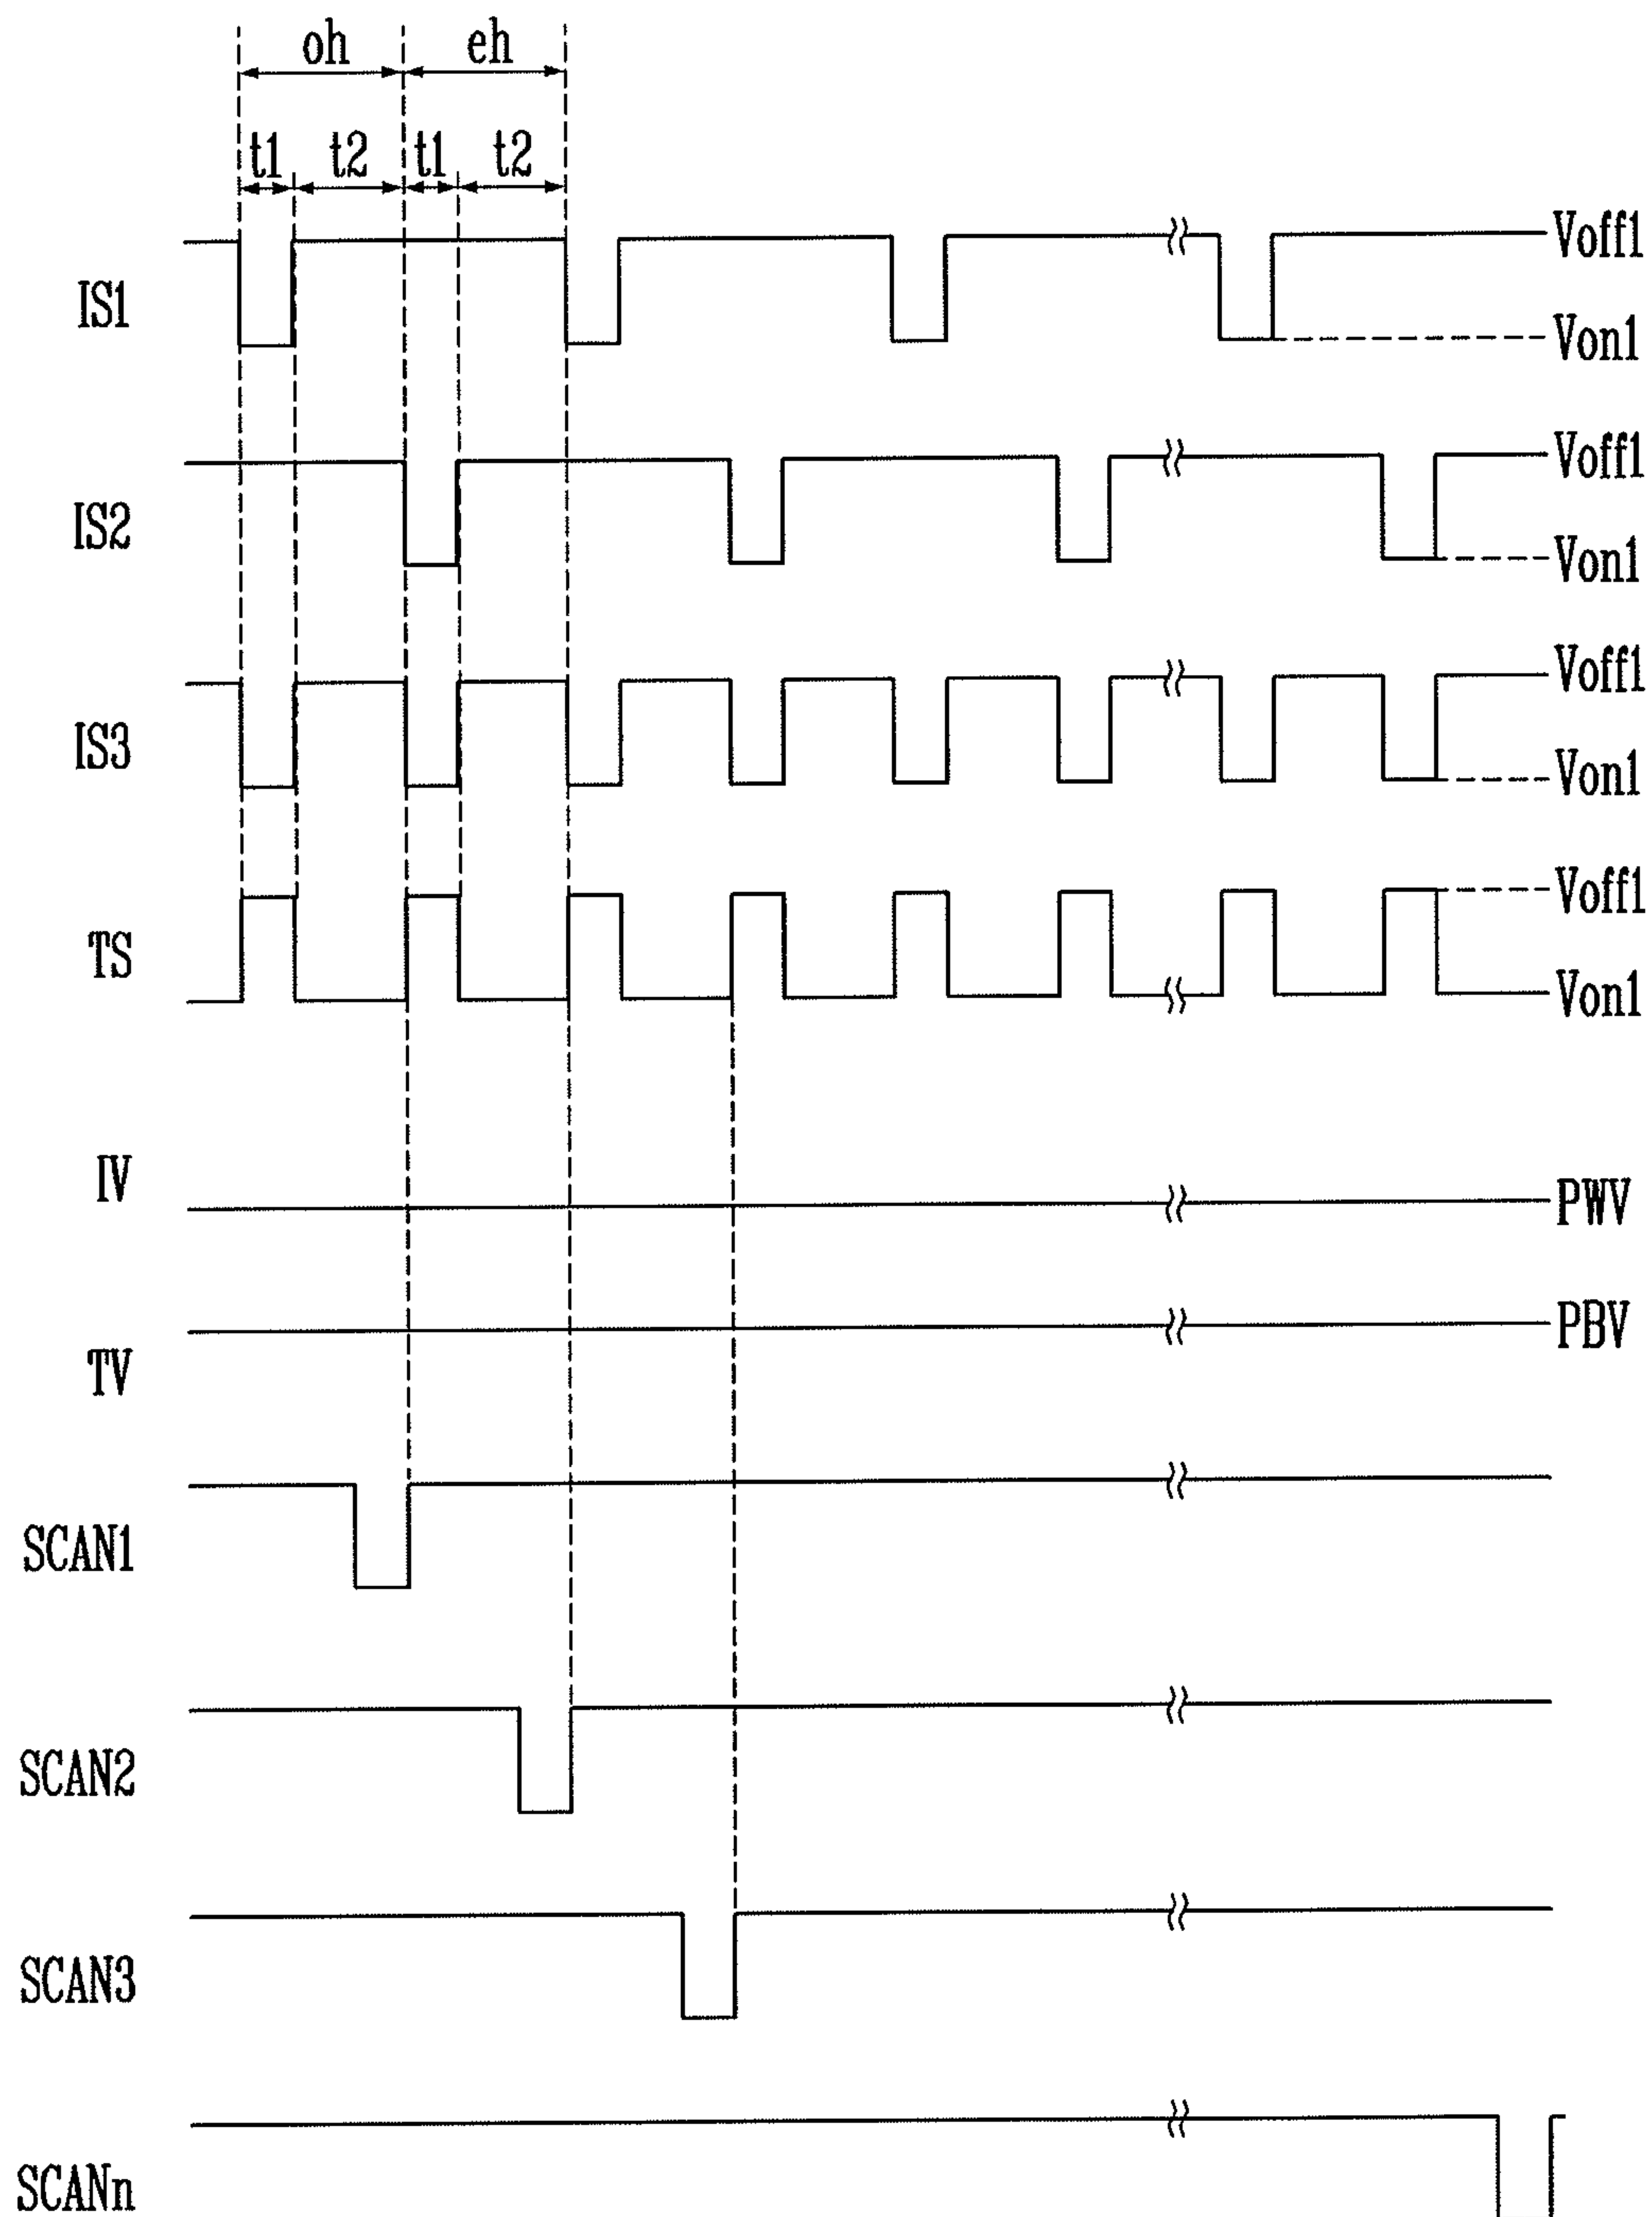 oh eh
t1 t2 t1 t2
IS1 Voff1
Von1
IS2 Voff1
Von1
IS3 Voff1
Von1
TS Voff1
Von1
IV PWV
TV PBV
SCAN1
SCAN2
SCAN3
SCANn